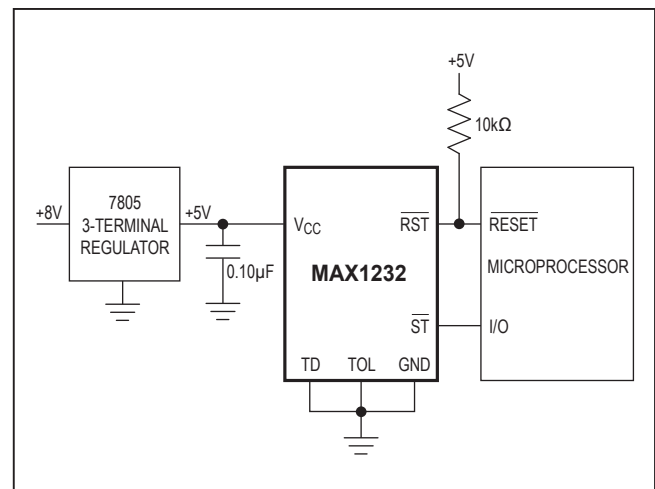 +5V
10kΩ
+8V
7805
3-TERMINAL
REGULATOR
+5V
0.10µF
VCC
RST
MAX1232
ST
TD TOL GND
RESET
MICROPROCESSOR
I/O